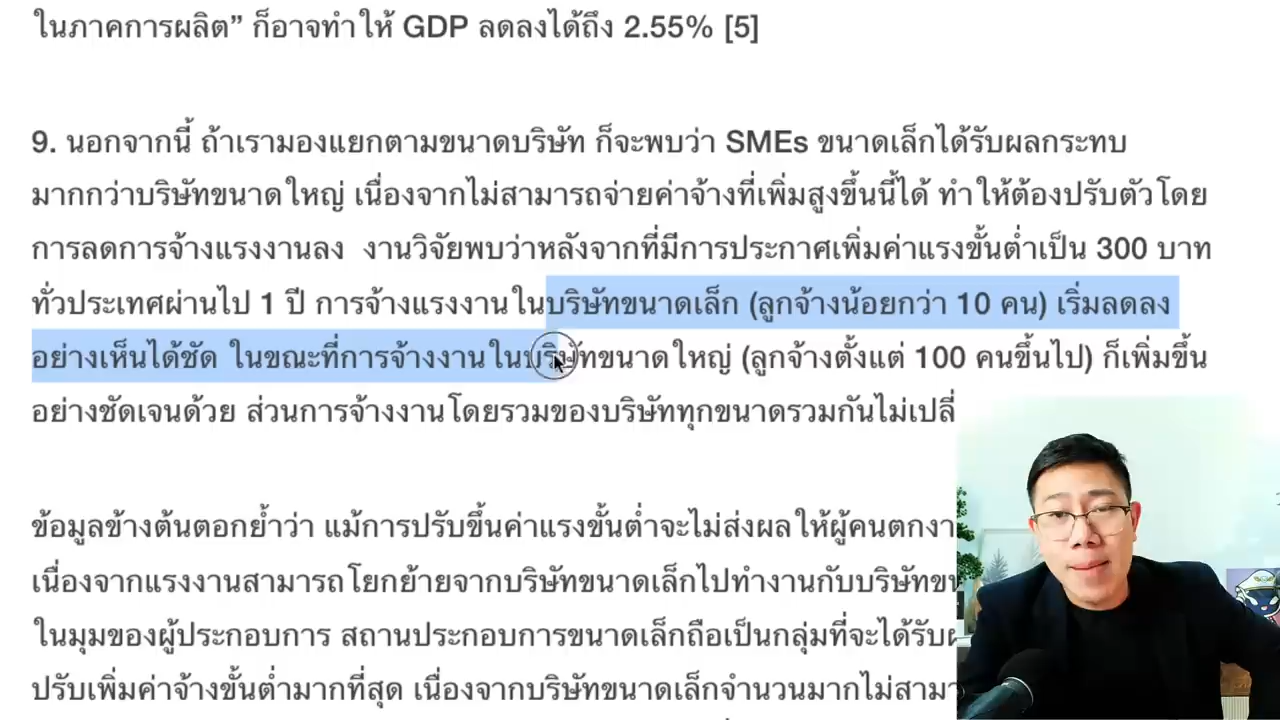 ในภาคการผลิต” ก็อาจทำให้ GDP ลดลงได้ถึง 2.55% [5]
9. นอกจากนี้ ถ้าเรามองแยกตามขนาดบริษัท ก็จะพบว่า SMEs ขนาดเล็กได้รับผลกระทบ
มากกว่าบริษัทขนาดใหญ่ เนื่องจากไม่สามารถจ่ายค่าจ้างที่เพิ่มสูงขึ้นนี้ได้ ทำให้ต้องปรับตัวโดย
การลดการจ้างแรงงานลง งานวิจัยพบว่าหลังจากที่มีการประกาศเพิ่มค่าแรงขั้นต่ำเป็น 300 บาท
ทั่วประเทศผ่านไป 1 ปี การจ้างแรงงานในบริษัทขนาดเล็ก (ลูกจ้างน้อยกว่า 10 คน) เริ่มลดลง
อย่างเห็นได้ชัด ในขณะที่การจ้างงานในบริษัทขนาดใหญ่ (ลูกจ้างตั้งแต่ 100 คนขึ้นไป) ก็เพิ่มขึ้น
อย่างชัดเจนด้วย ส่วนการจ้างงานโดยรวมของบริษัททุกขนาดรวมกันไม่เปลี่
ข้อมูลข้างต้นตอกย้ำว่า แม้การปรับขึ้นค่าแรงขั้นต่ำจะไม่ส่งผลให้ผู้คนตกงา
เนื่องจากแรงงานสามารถโยกย้ายจากบริษัทขนาดเล็กไปทำงานกับบริษัทขน
ในมุมของผู้ประกอบการ สถานประกอบการขนาดเล็กถือเป็นกลุ่มที่จะได้รับผ
ปรับเพิ่มค่าจ้างขั้นต่ำมากที่สุด เนื่องจากบริษัทขนาดเล็กจำนวนมากไม่สามา